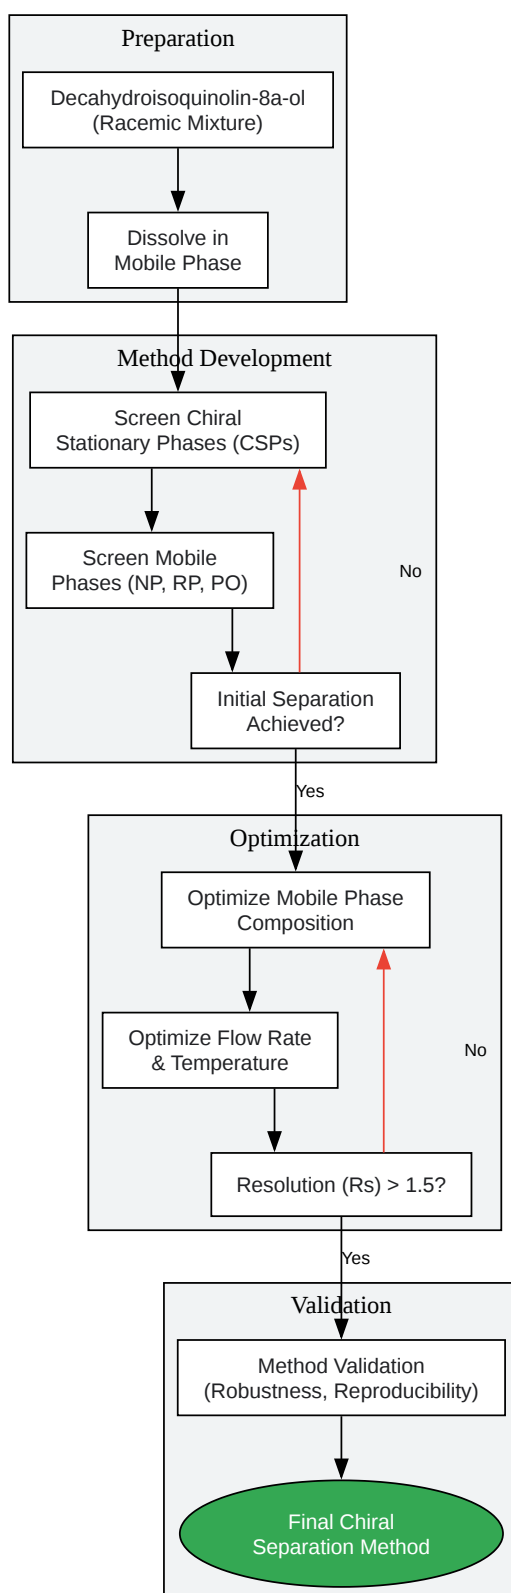 Preparation
Decahydroisoquinolin-8a-ol
(Racemic Mixture)
Dissolve in
Mobile Phase
Method Development
Screen Chiral
Stationary Phases (CSPs)
Screen Mobile
Phases (NP, RP, PO)
No
Initial Separation
Achieved?
Yes
Optimization
Optimize Mobile Phase
Composition
Optimize Flow Rate
& Temperature
No
Resolution (Rs) > 1.5?
Yes
Validation
Method Validation
(Robustness, Reproducibility)
Final Chiral
Separation Method